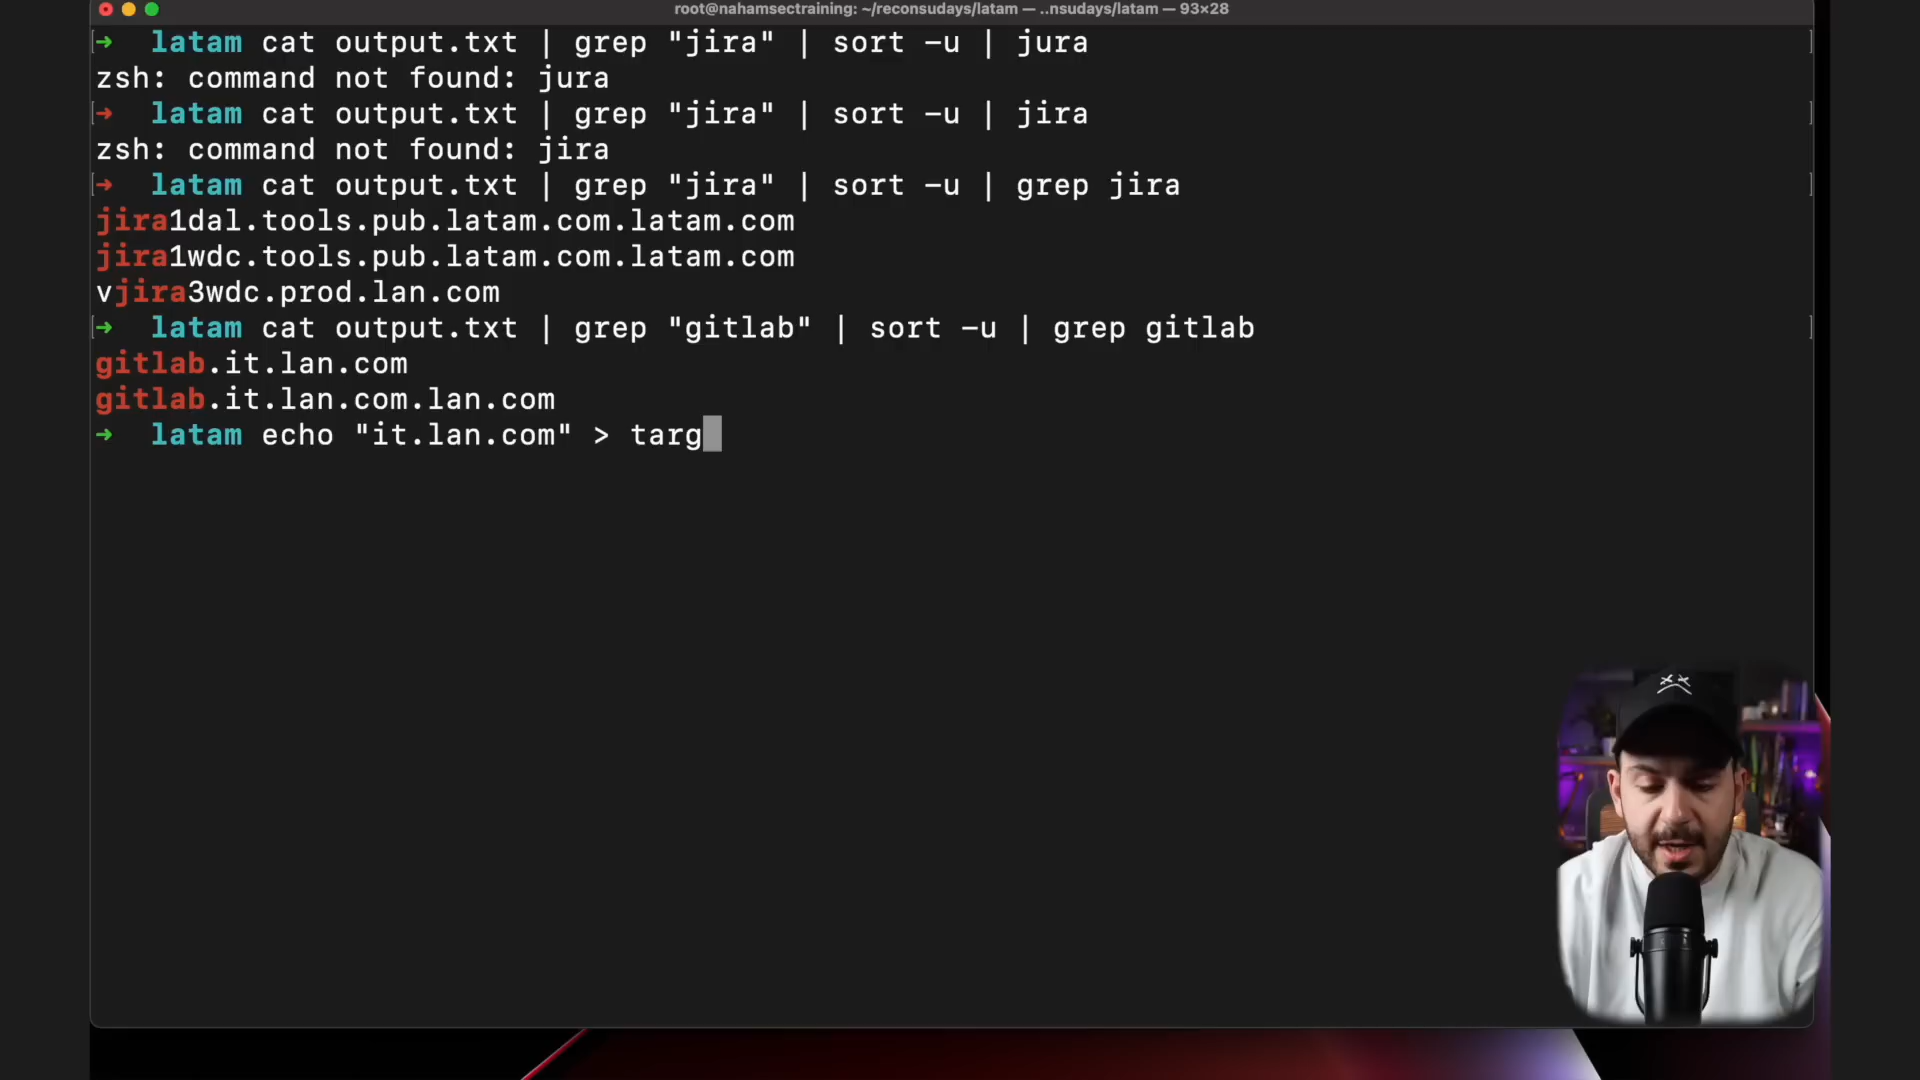 root@nahamsectraining: ~/reconsudays/latam — ..nsudays/latam — 93×28
➜ latam cat output.txt | grep "jira" | sort -u | jura
zsh: command not found: jura
➜ latam cat output.txt | grep "jira" | sort -u | jira
zsh: command not found: jira
➜ latam cat output.txt | grep "jira" | sort -u | grep jira
jira1dal.tools.pub.latam.com.latam.com
jira1wdc.tools.pub.latam.com.latam.com
vjira3wdc.prod.lan.com
➜ latam cat output.txt | grep "gitlab" | sort -u | grep gitlab
gitlab.it.lan.com
gitlab.it.lan.com.lan.com
➜ latam echo "it.lan.com" > targ